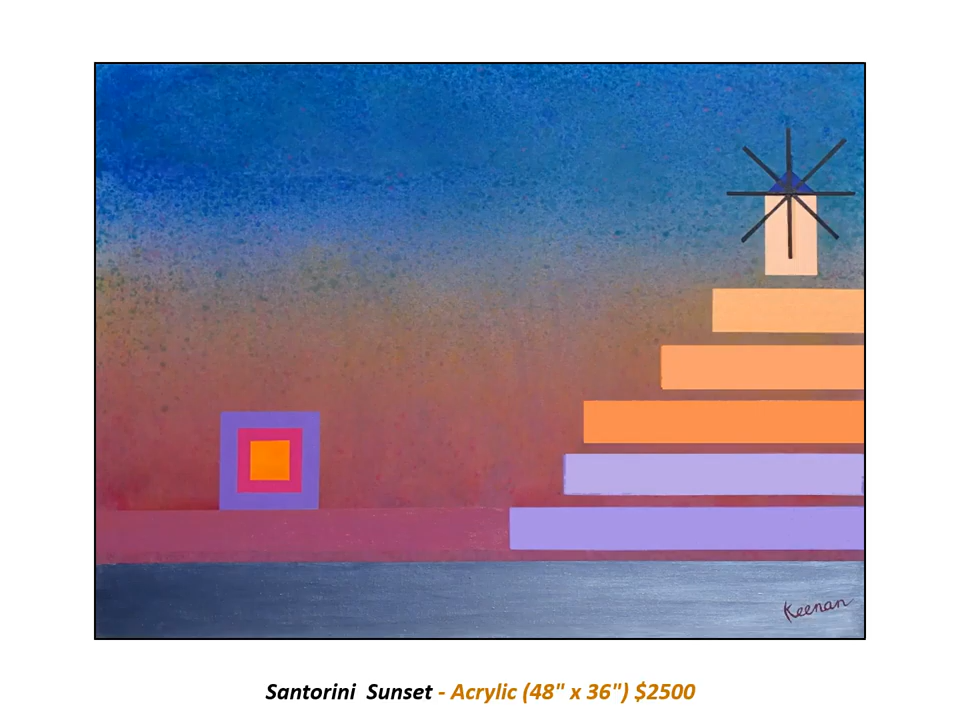 Keenan
Santorini Sunset - Acrylic (48" x 36") $2500